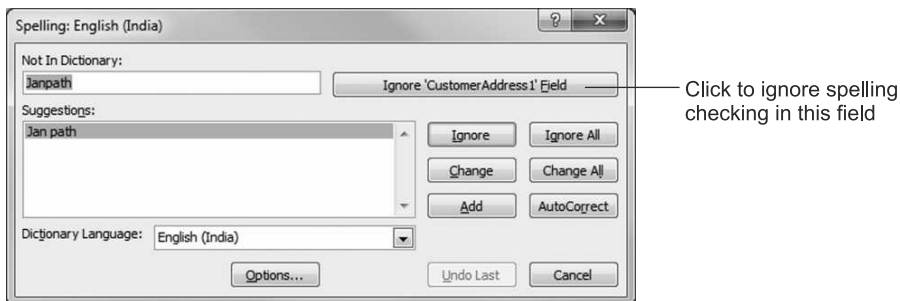 Spelling: English (India)
Not In Dictionary:
Janpath
Ignore 'CustomerAddress1' Field
Click to ignore spelling
checking in this field
Suggestions:
Jan path
Ignore
Ignore All
Change
Change All
Add
AutoCorrect
Dictionary Language:
English (India)
Options...
Undo Last
Cancel